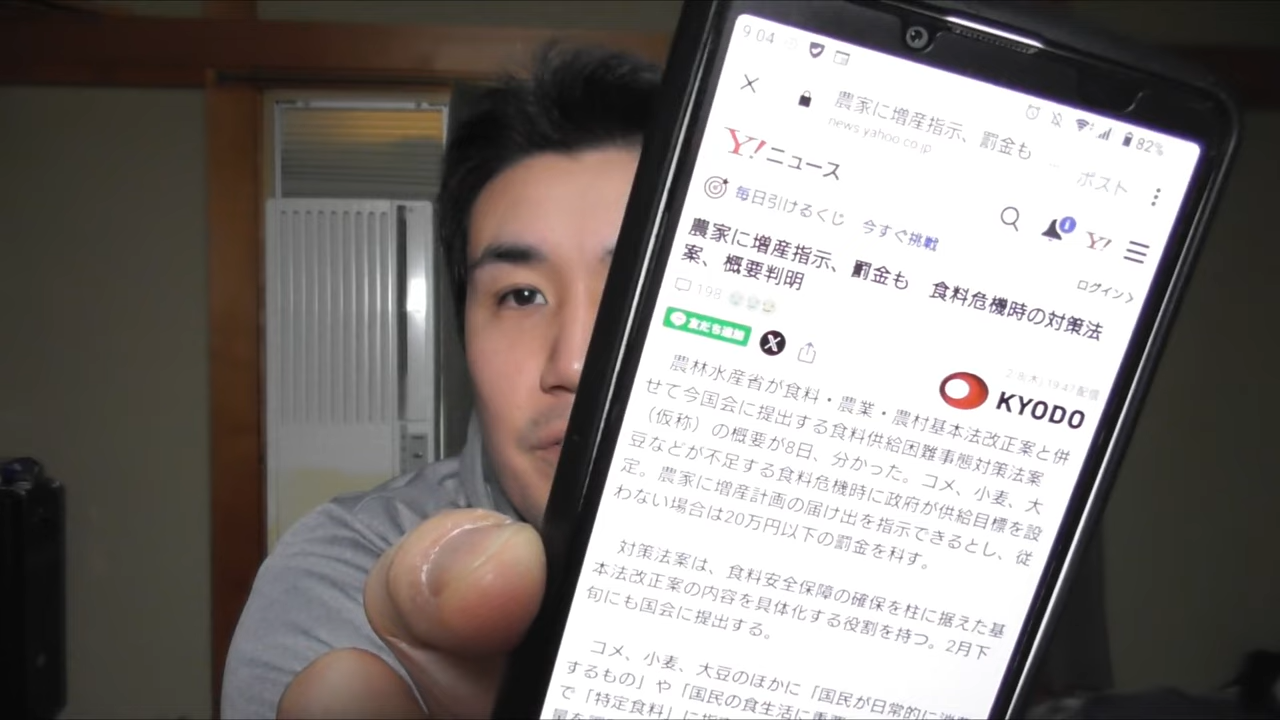 9:04
82%
農家に増産指示、罰金も
news.yahoo.co.jp
ポスト
Y!ニュース
毎日引けるくじ 今すぐ挑戦
Y!
ログイン
農家に増産指示、罰金も 食料危機時の対策法
案、概要判明
198
友だち追加
X
2/8(木) 19:47配信
KYODO
農林水産省が食料・農業・農村基本法改正案と併
せて今国会に提出する食料供給困難事態対策法案
（仮称）の概要が8日、分かった。コメ、小麦、大
豆などが不足する食料危機時に政府が供給目標を設
定。農家に増産計画の届け出を指示できるとし、従
わない場合は20万円以下の罰金を科す。
対策法案は、食料安全保障の確保を柱に据えた基
本法改正案の内容を具体化する役割を持つ。2月下
旬にも国会に提出する。
コメ、小麦、大豆のほかに「国民が日常的に消
するもの」や「国民の食生活に重要
で「特定食料」に指